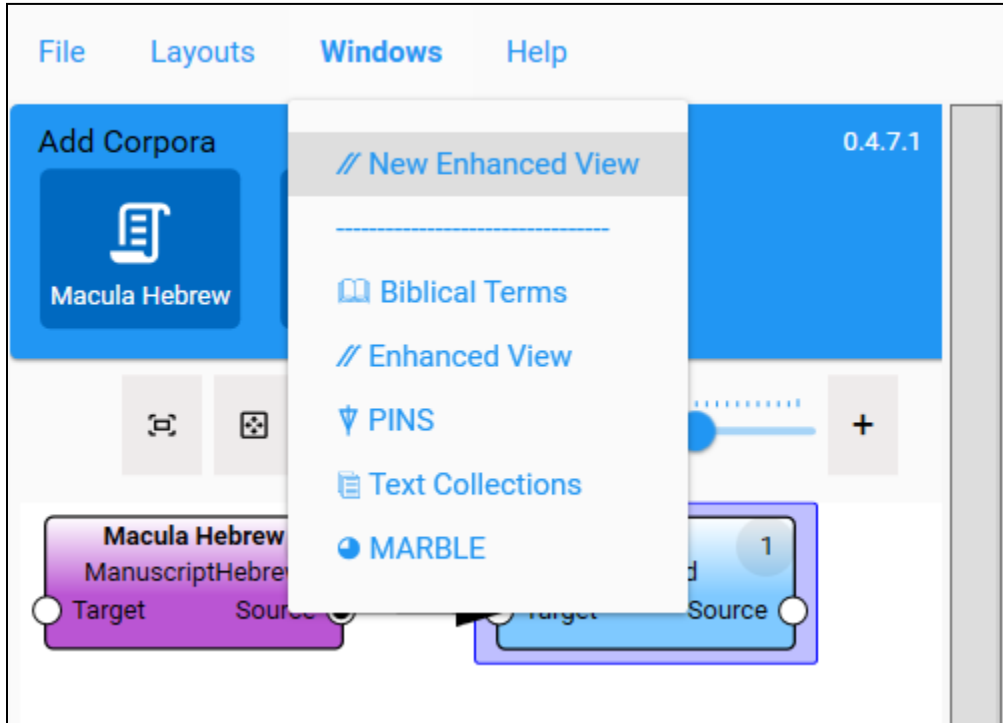 File Layouts Windows Help
Add Corpora 0.4.7.1
Macula Hebrew
New Enhanced View
---------------------------------
Biblical Terms
Enhanced View
PINS
Text Collections
MARBLE
+
Macula Hebrew
ManuscriptHebre
Target Source
1
d
Target Source